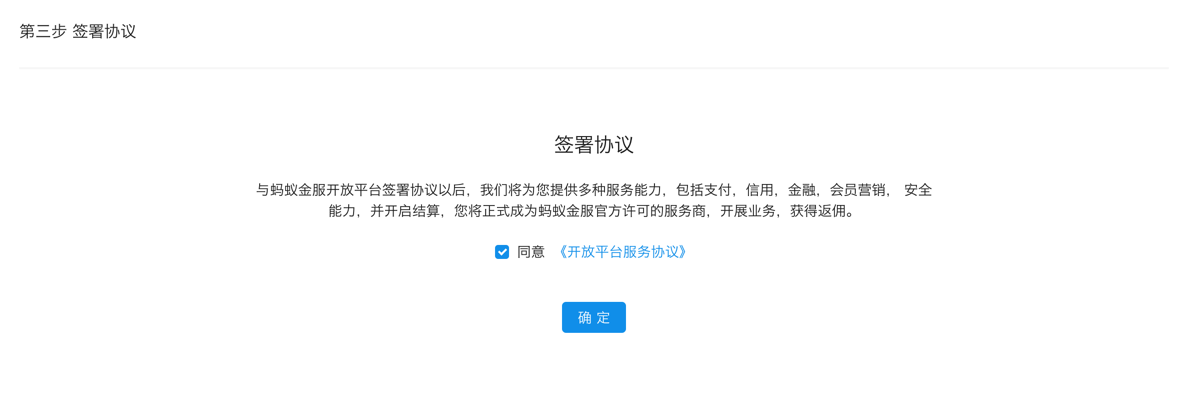 第三步 签署协议
签署协议
与蚂蚁金服开放平台签署协议以后，我们将为您提供多种服务能力，包括支付，信用，金融，会员营销， 安全
能力，并开启结算，您将正式成为蚂蚁金服官方许可的服务商，开展业务，获得返佣。
同意 《开放平台服务协议》
确 定